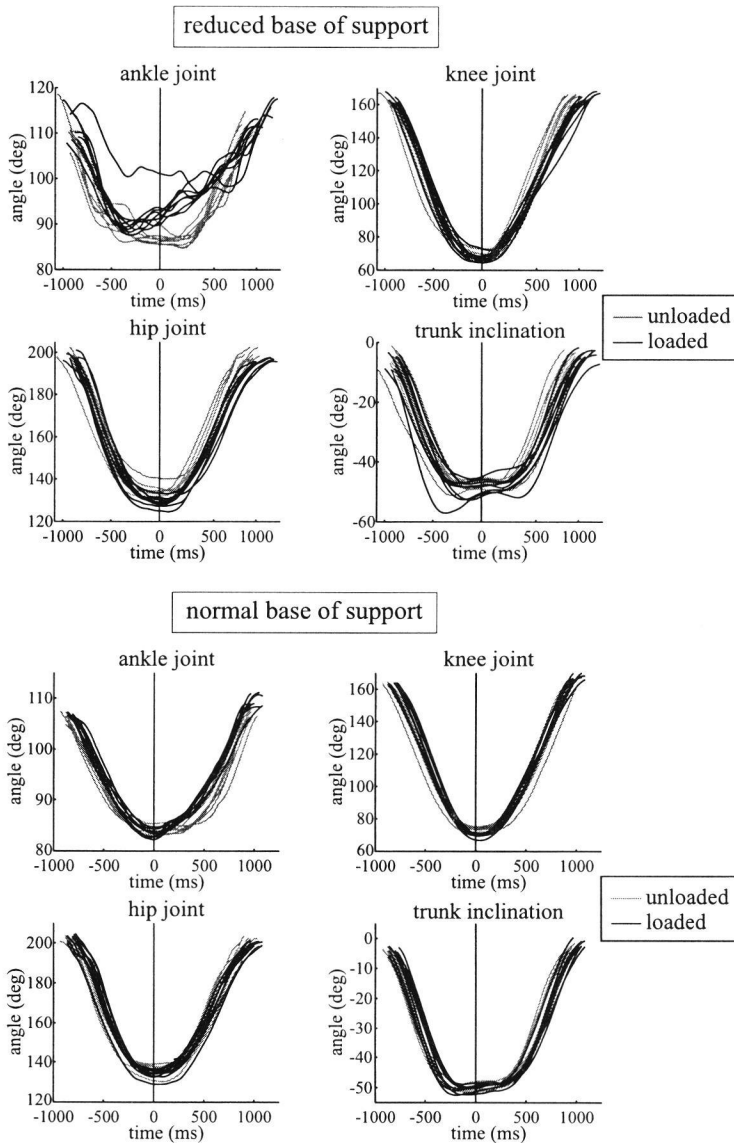 reduced base of support
ankle joint
120
110
100
90
80
angle (deg)
-1000 -500 0 500 1000
time (ms)
knee joint
160
140
120
100
80
60
angle (deg)
-1000 -500 0 500 1000
time (ms)
unloaded
loaded
hip joint
200
180
160
140
120
angle (deg)
-1000 -500 0 500 1000
time (ms)
trunk inclination
0
-20
-40
-60
angle (deg)
-1000 -500 0 500 1000
time (ms)
normal base of support
ankle joint
110
100
90
80
angle (deg)
-1000 -500 0 500 1000
time (ms)
knee joint
160
140
120
100
80
60
angle (deg)
-1000 -500 0 500 1000
time (ms)
unloaded
loaded
hip joint
200
180
160
140
120
angle (deg)
-1000 -500 0 500 1000
time (ms)
trunk inclination
0
-10
-20
-30
-40
-50
angle (deg)
-1000 -500 0 500 1000
time (ms)